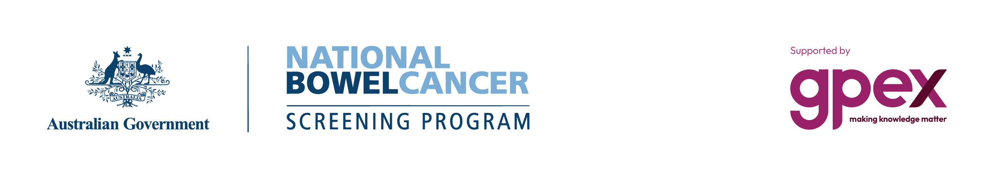 AUSTRALIA
Australian Government
NATIONAL
BOWELCANCER
SCREENING PROGRAM
Supported by
gpex
making knowledge matter